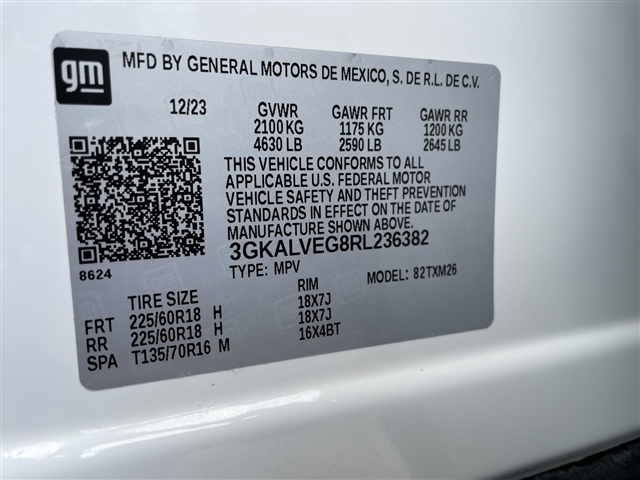 gm
MFD BY GENERAL MOTORS DE MEXICO, S. DE R.L. DE C.V.
12/23 GVWR GAWR FRT GAWR RR
2100 KG 1175 KG 1200 KG
4630 LB 2590 LB 2645 LB
THIS VEHICLE CONFORMS TO ALL
APPLICABLE U.S. FEDERAL MOTOR
VEHICLE SAFETY AND THEFT PREVENTION
STANDARDS IN EFFECT ON THE DATE OF
MANUFACTURE SHOWN ABOVE.
3GKALVEG8RL236382
8624 TYPE: MPV MODEL: 82TXM26
TIRE SIZE RIM
FRT 225/60R18 H 18X7J
RR 225/60R18 H 18X7J
SPA T135/70R16 M 16X4BT